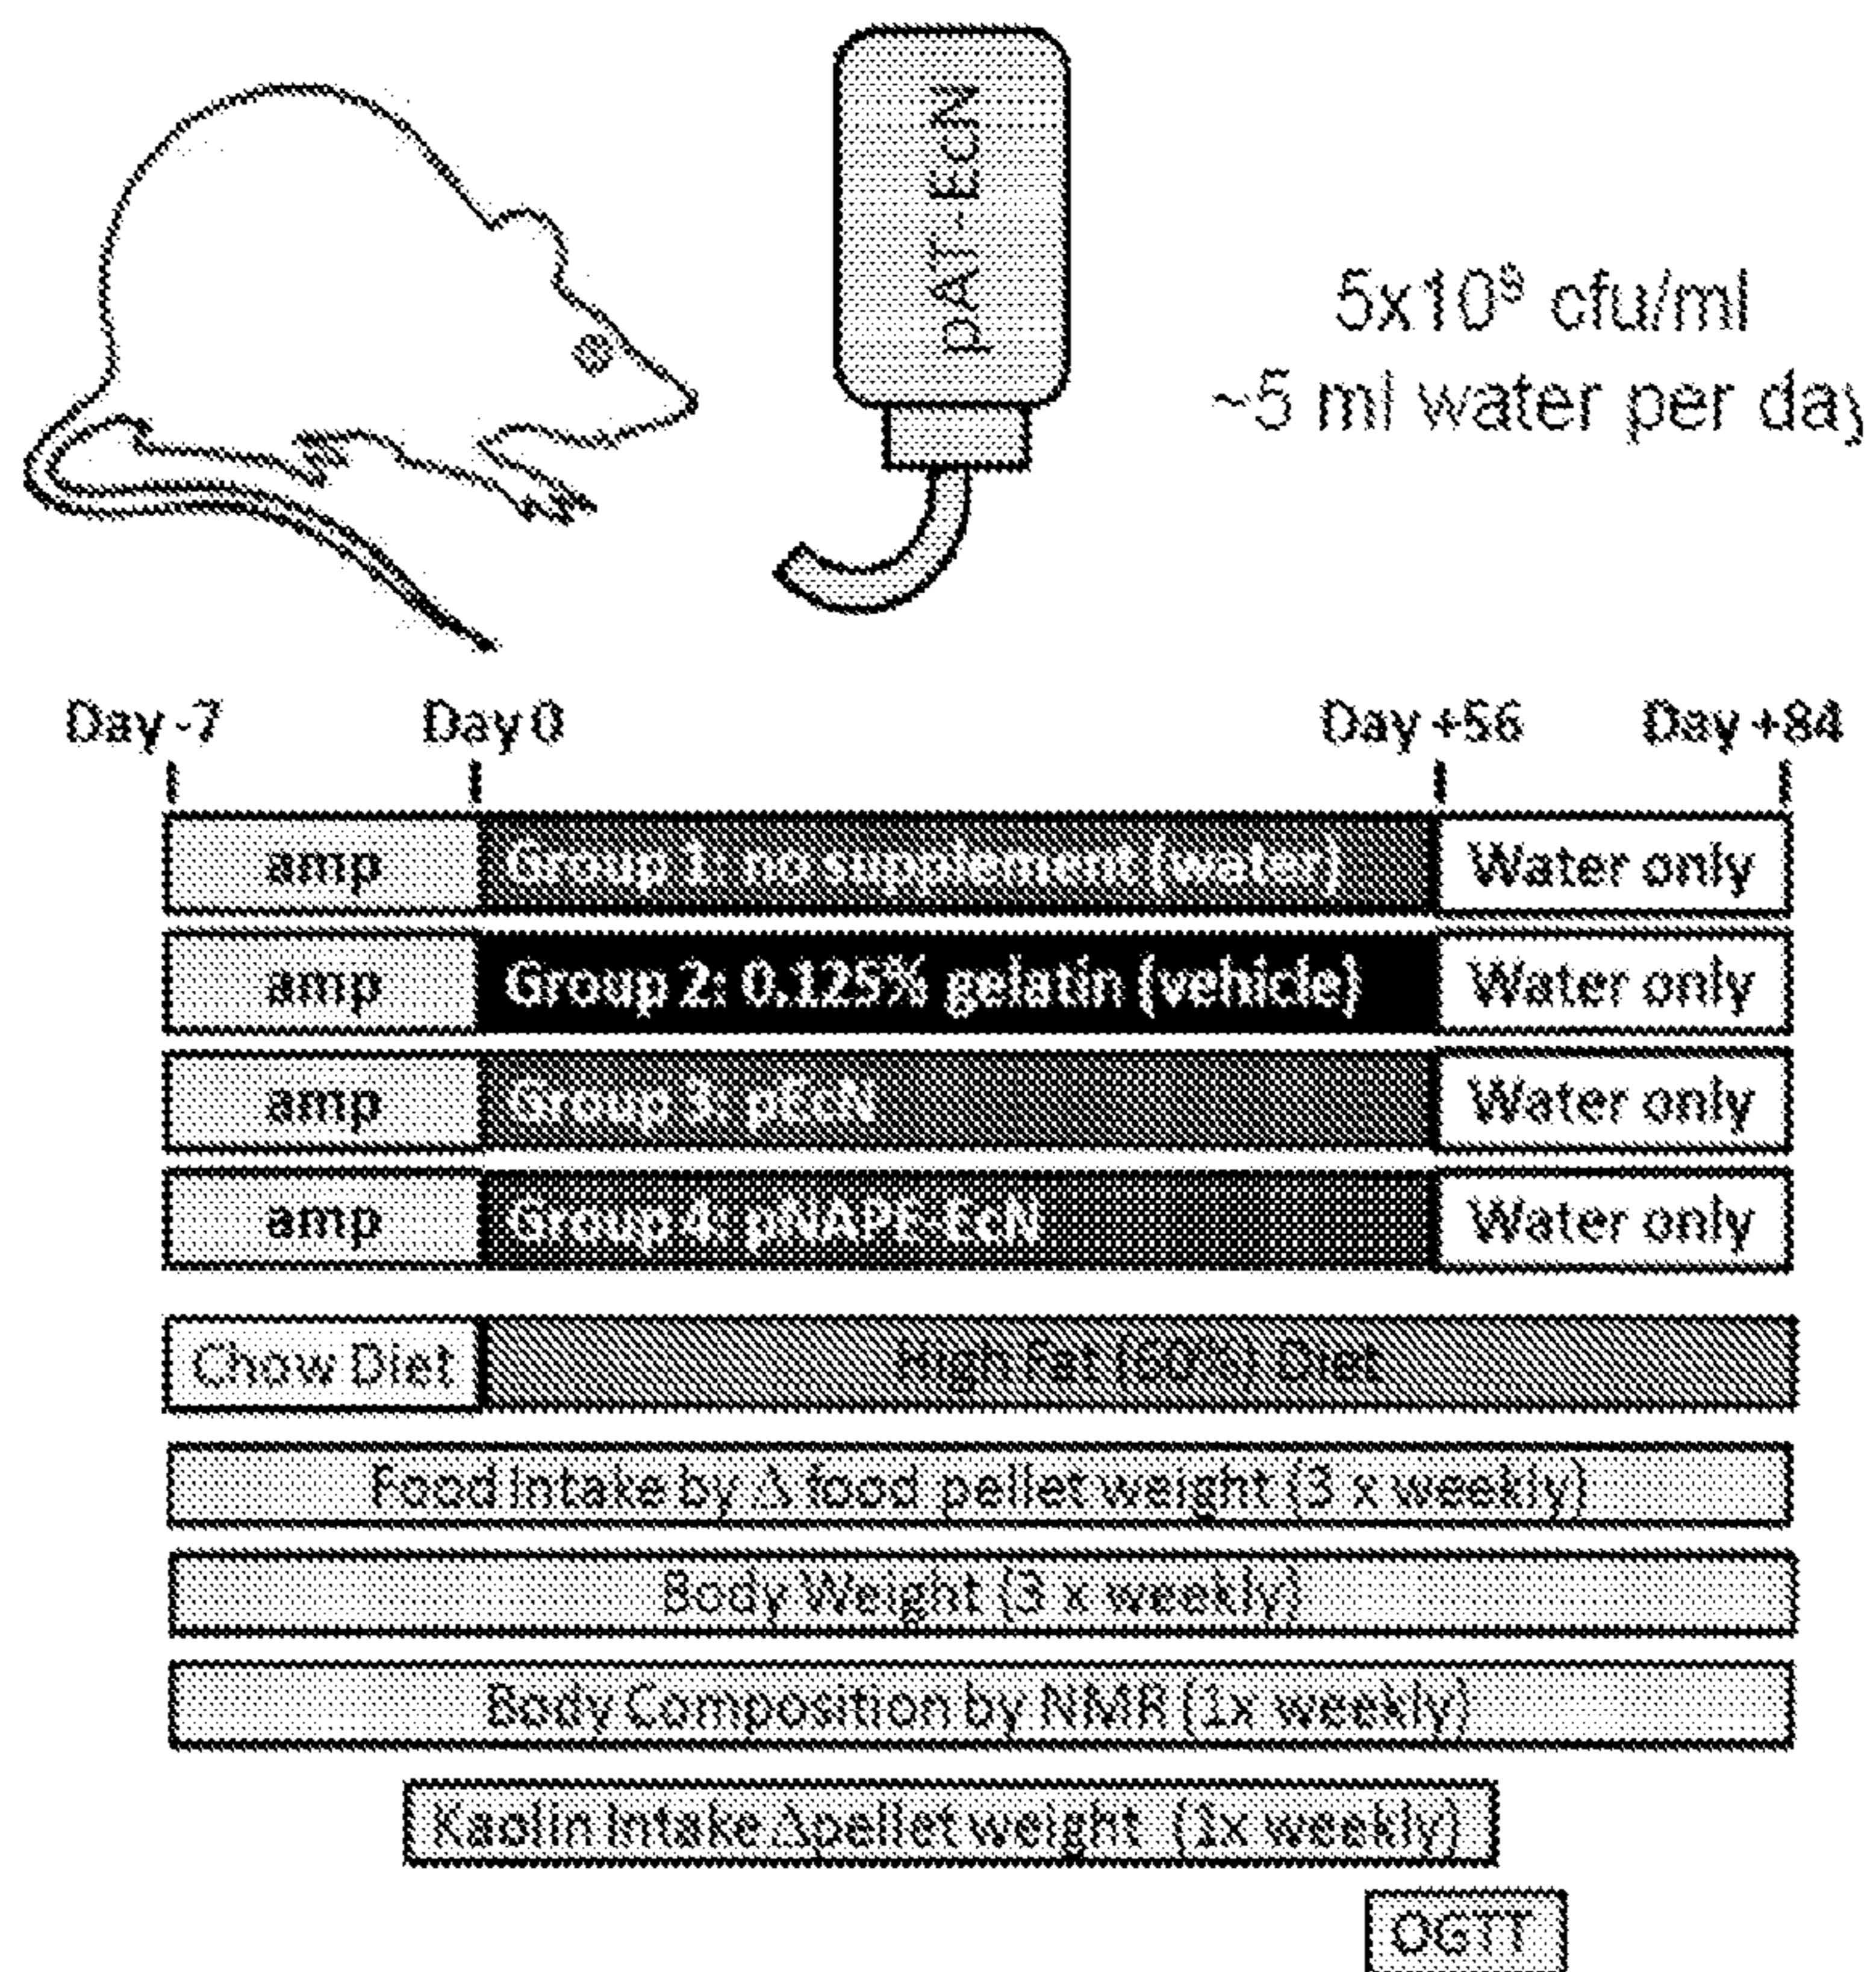 pAT-EcN
5x10⁹ cfu/ml
~5 ml water per day
Day -7 Day 0 Day +56 Day +84
amp Group 1: no supplement (water) Water only
amp Group 2: 0.125% gelatin (vehicle) Water only
amp Group 3: pEcN Water only
amp Group 4: pNAPE-EcN Water only
Chow Diet High Fat (60%) Diet
Food Intake by Δ food pellet weight (3 x weekly)
Body Weight (3 x weekly)
Body Composition by NMR (1x weekly)
Kaolin Intake Δpellet weight (1x weekly)
OGTT